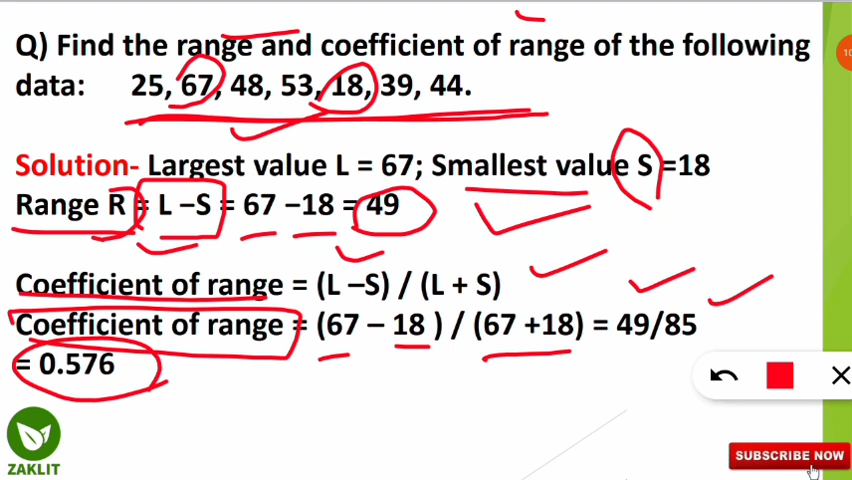 Q) Find the range and coefficient of range of the following
data: 25, 67, 48, 53, 18, 39, 44.
Solution- Largest value L = 67; Smallest value S =18
Range R = L –S = 67 –18 = 49
Coefficient of range = (L –S) / (L + S)
Coefficient of range = (67 – 18 ) / (67 +18) = 49/85
= 0.576
ZAKLIT
SUBSCRIBE NOW